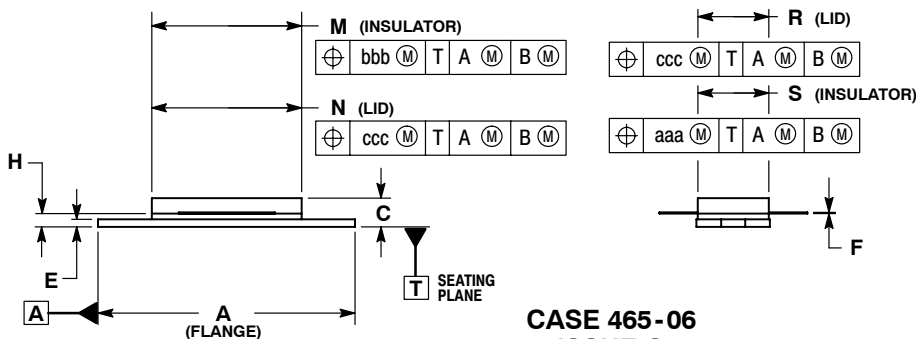 M (INSULATOR)
⌖ bbb Ⓜ T A Ⓜ B Ⓜ
N (LID)
⌖ ccc Ⓜ T A Ⓜ B Ⓜ
R (LID)
⌖ ccc Ⓜ T A Ⓜ B Ⓜ
S (INSULATOR)
⌖ aaa Ⓜ T A Ⓜ B Ⓜ
H
C
E
F
T SEATING
PLANE
A
A
(FLANGE)
CASE 465-06